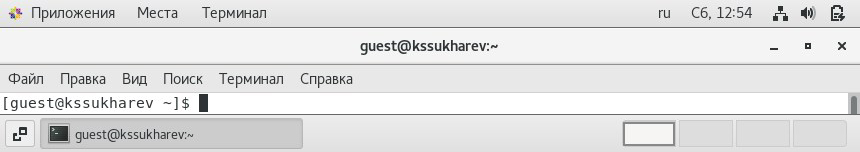 Приложения Места Терминал ru Сб, 12:54
guest@kssukharev:~
Файл Правка Вид Поиск Терминал Справка
[guest@kssukharev ~]$
guest@kssukharev:~